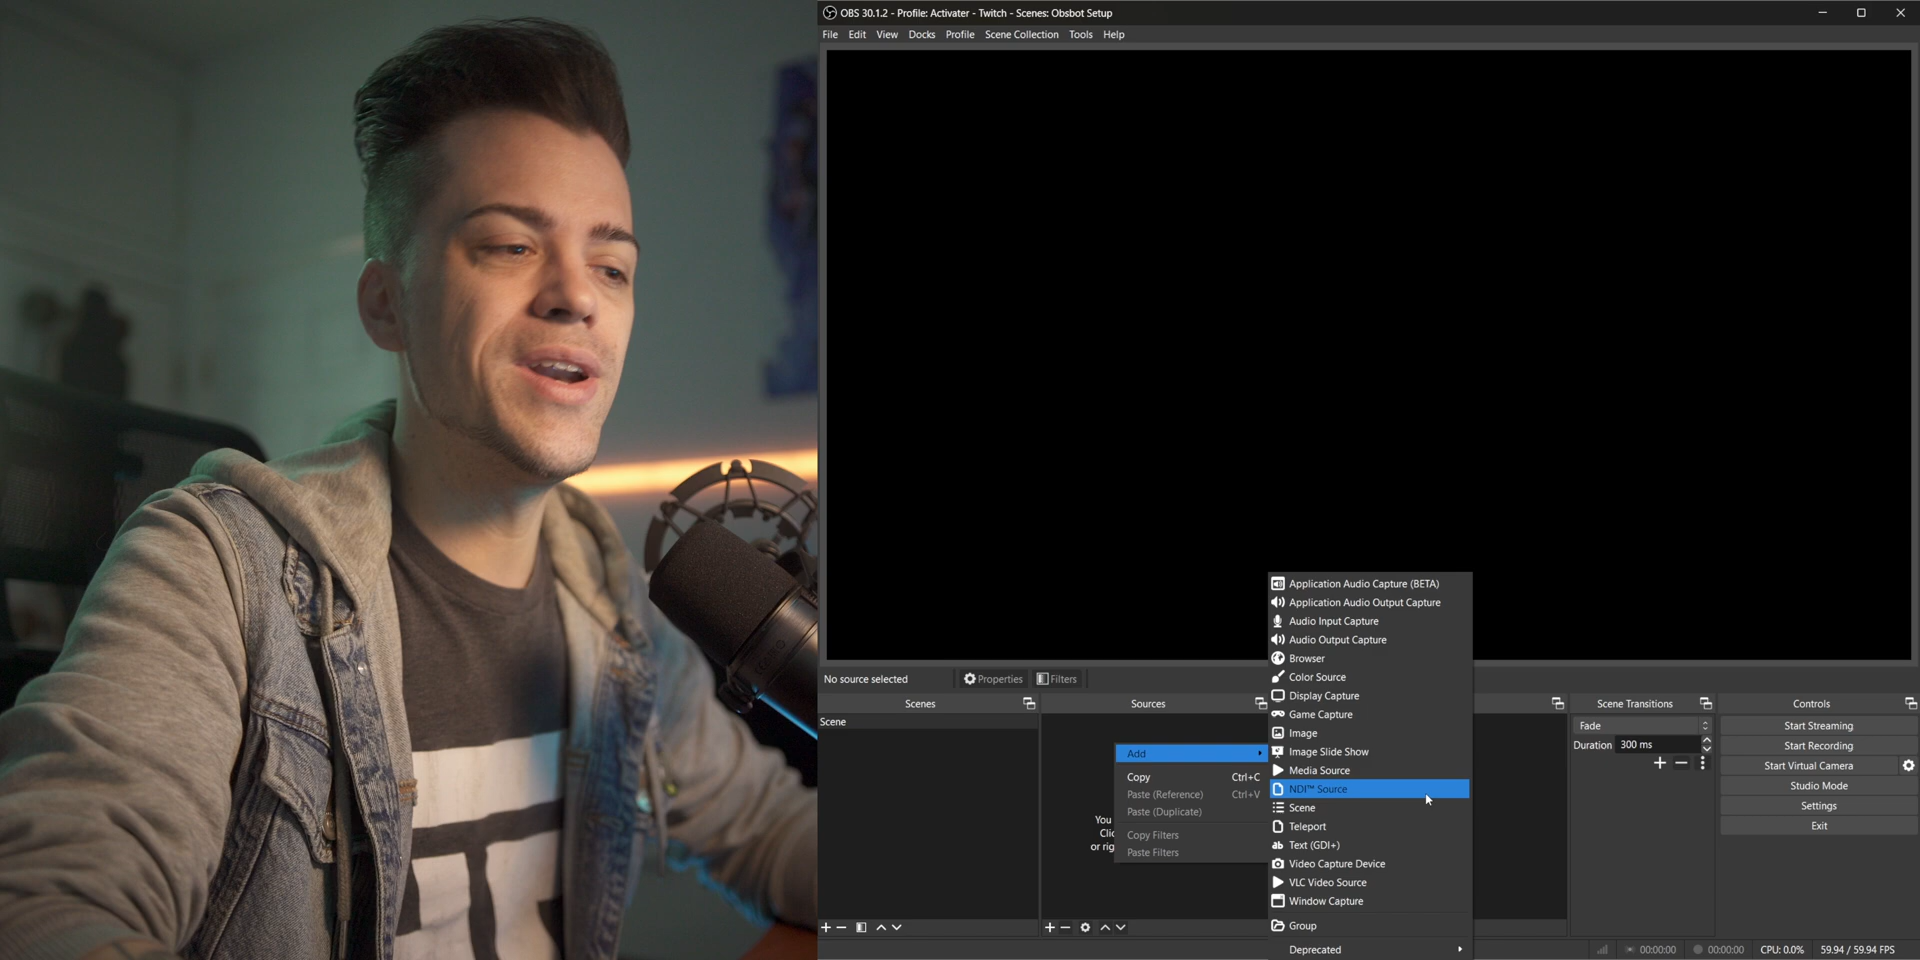 OBS 30.1.2 - Profile: Activater - Twitch - Scenes: Obsbot Setup
File Edit View Docks Profile Scene Collection Tools Help
Application Audio Capture (BETA)
Application Audio Output Capture
Audio Input Capture
Audio Output Capture
Browser
Color Source
Display Capture
Game Capture
Image
Image Slide Show
Media Source
NDI™ Source
Scene
Teleport
Text (GDI+)
Video Capture Device
VLC Video Source
Window Capture
Group
Deprecated
No source selected Properties Filters
Scenes
Scene
Sources
Add
Copy Ctrl+C
Paste (Reference) Ctrl+V
Paste (Duplicate)
Copy Filters
Paste Filters
You
Clic
or rig
Scene Transitions
Fade
Duration 300 ms
Controls
Start Streaming
Start Recording
Start Virtual Camera
Studio Mode
Settings
Exit
00:00:00 00:00:00 CPU: 0.0% 59.94 / 59.94 FPS